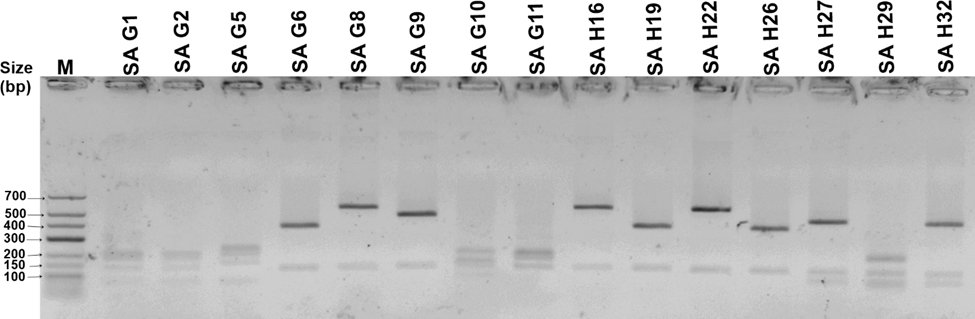 Size
(bp)
M
SA G1
SA G2
SA G5
SA G6
SA G8
SA G9
SA G10
SA G11
SA H16
SA H19
SA H22
SA H26
SA H27
SA H29
SA H32
700
500
400
300
200
150
100